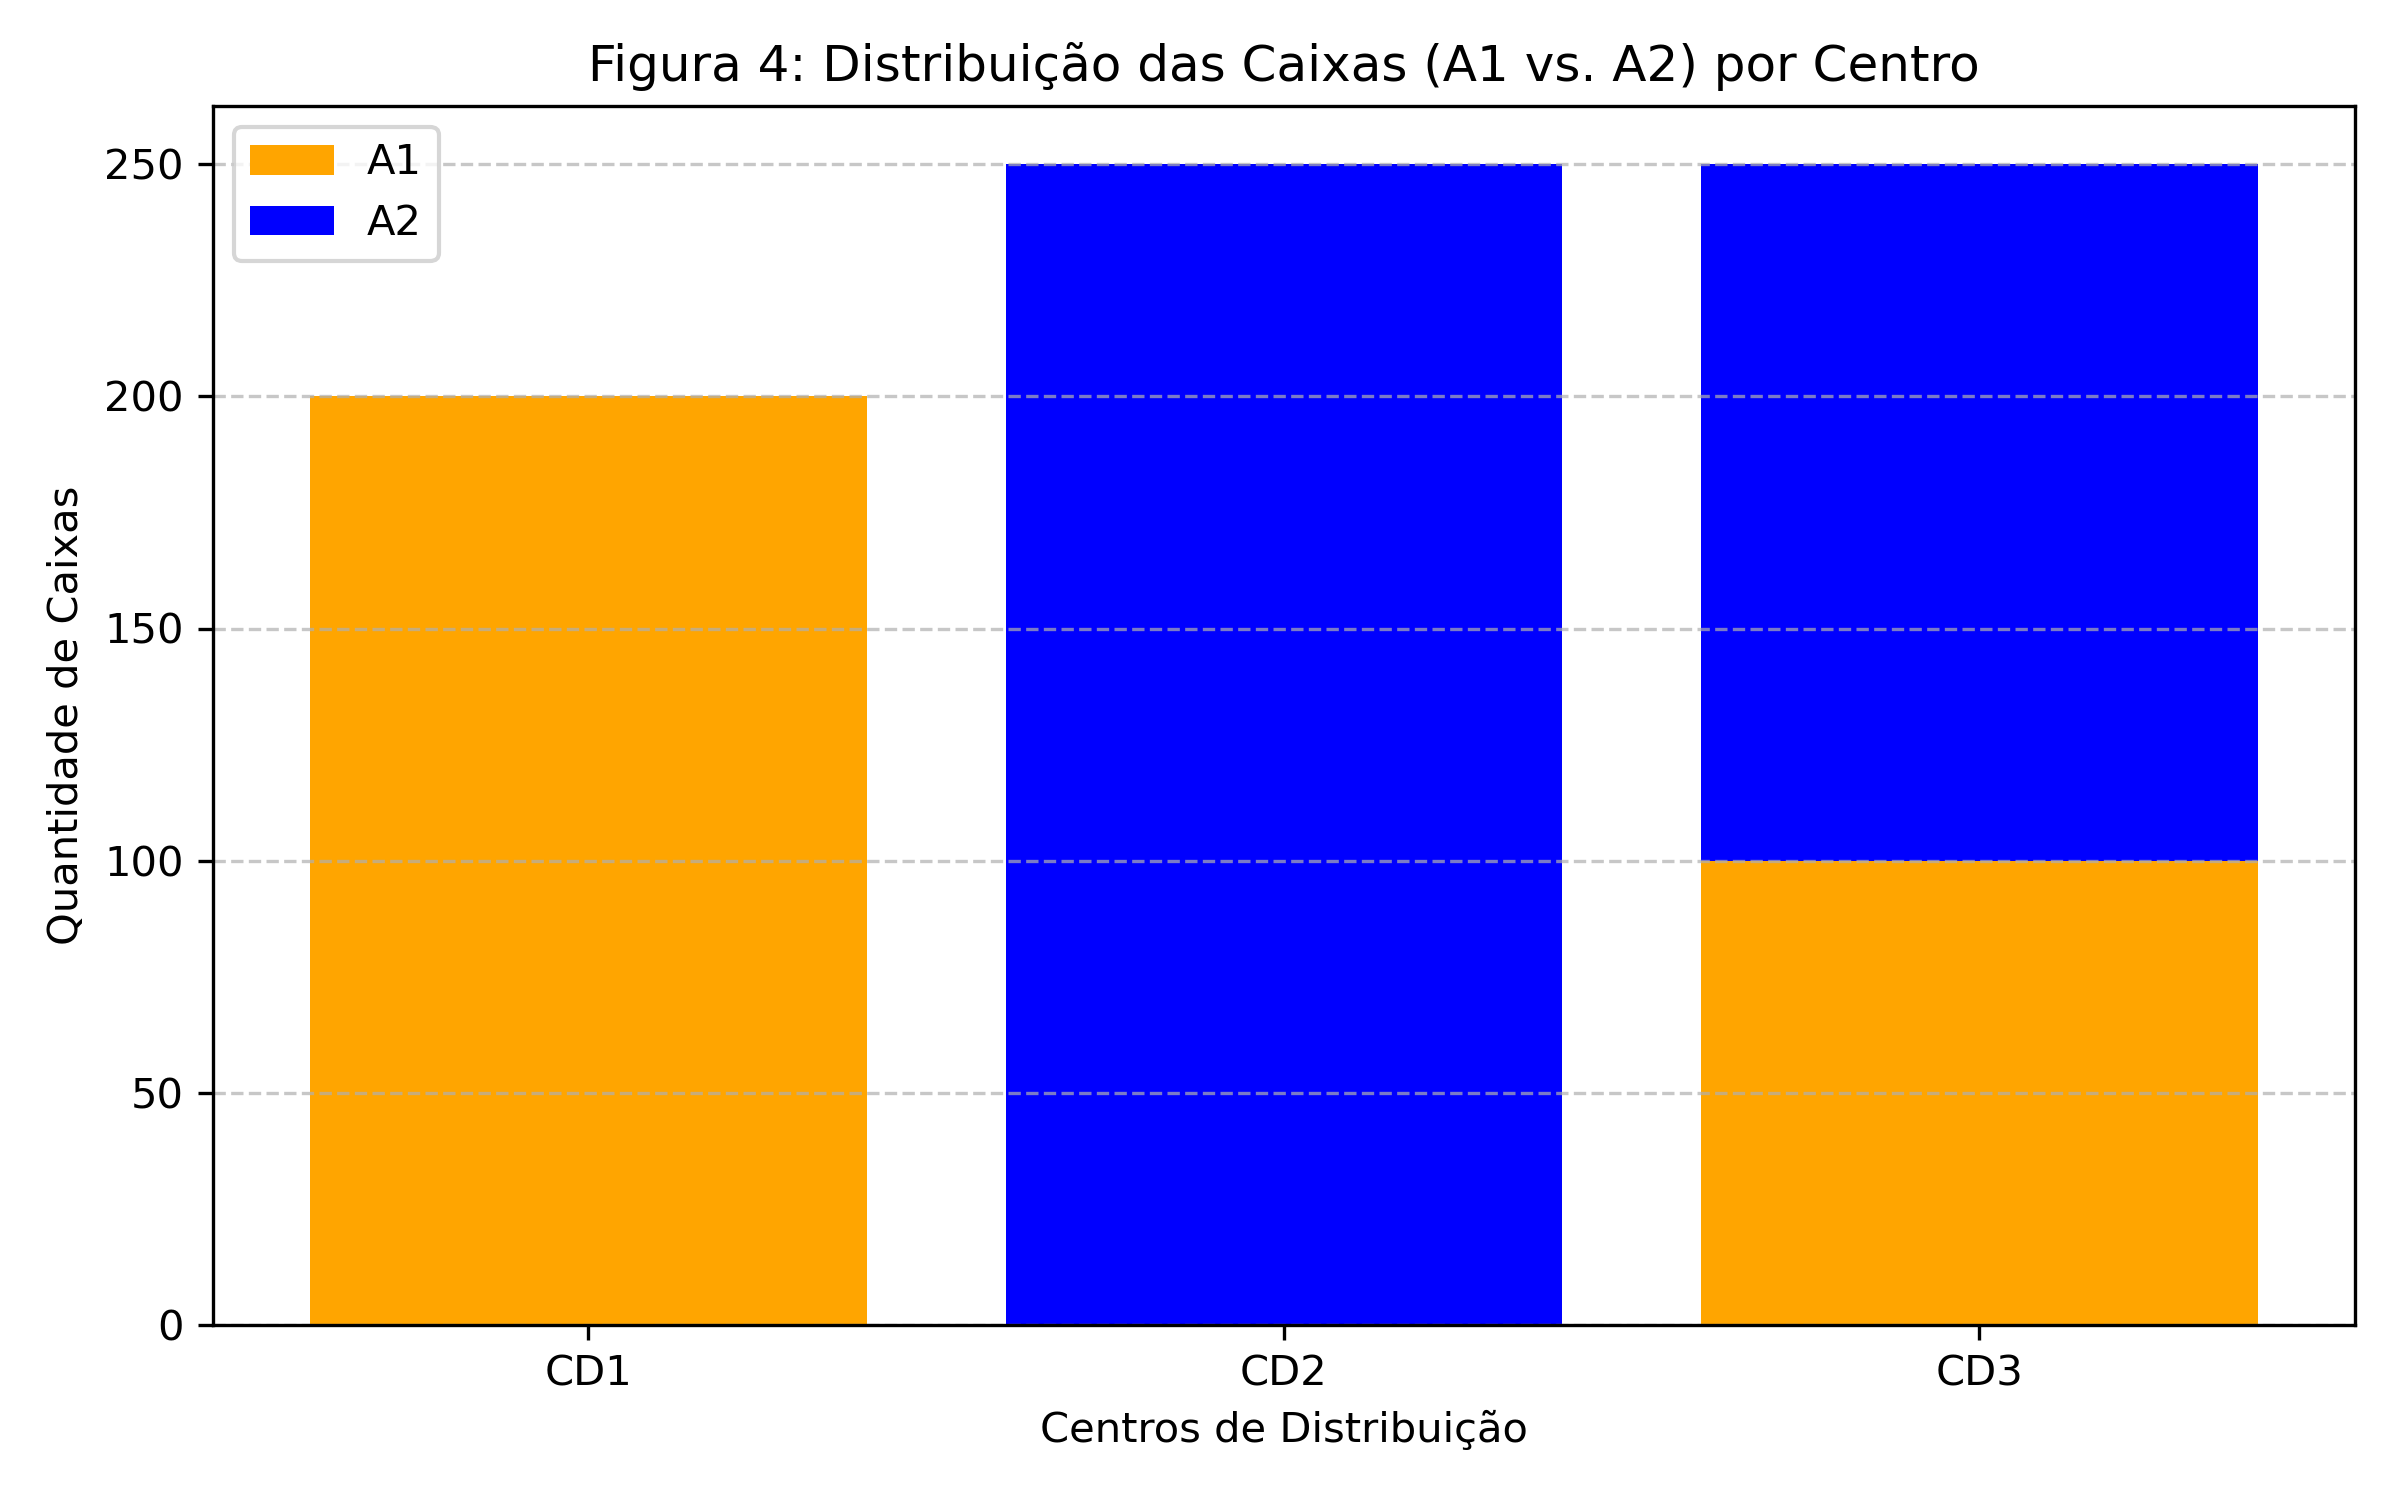 Figura 4: Distribuição das Caixas (A1 vs. A2) por Centro
A1
A2
250
200
150
100
50
0
Quantidade de Caixas
CD1
CD2
CD3
Centros de Distribuição